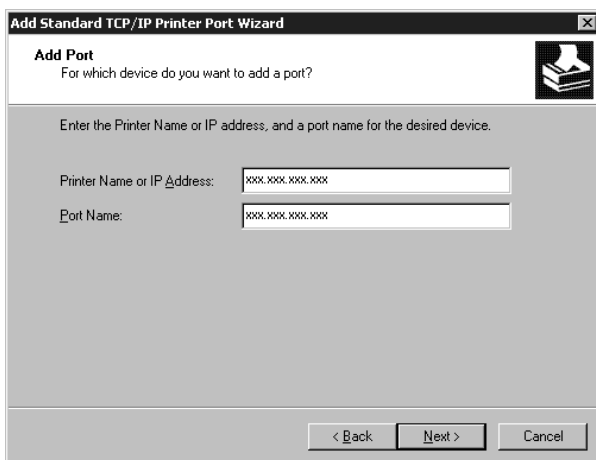 Add Standard TCP/IP Printer Port Wizard
Add Port
For which device do you want to add a port?
Enter the Printer Name or IP address, and a port name for the desired device.
Printer Name or IP Address: xxx.xxx.xxx.xxx
Port Name: xxx.xxx.xxx.xxx
< Back Next > Cancel